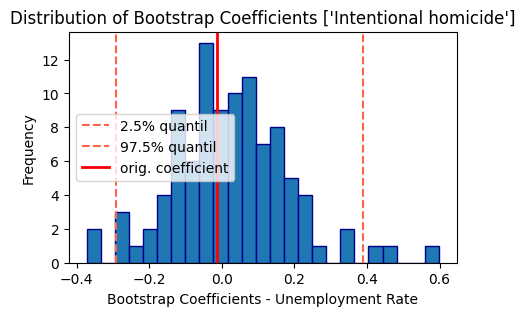 Distribution of Bootstrap Coefficients ['Intentional homicide']
Frequency
12
10
8
6
4
2
0
2.5% quantil
97.5% quantil
orig. coefficient
−0.4 −0.2 0.0 0.2 0.4 0.6
Bootstrap Coefficients - Unemployment Rate